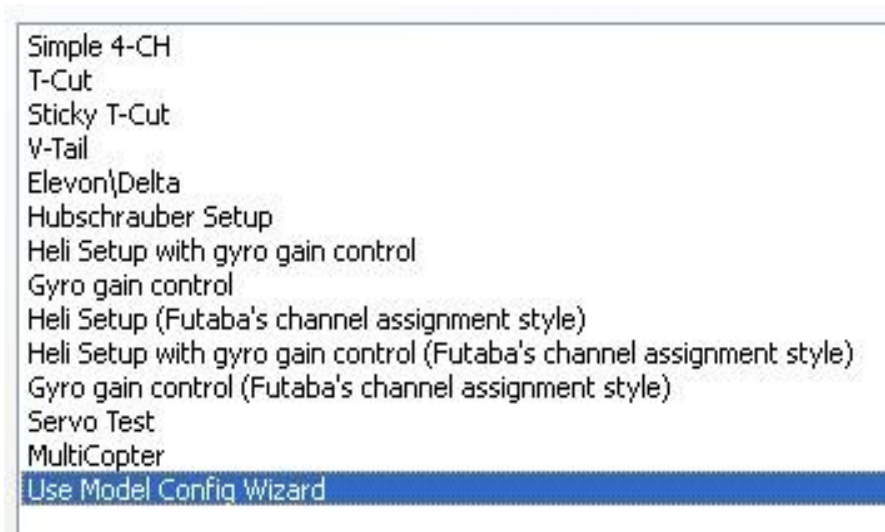 Simple 4-CH
T-Cut
Sticky T-Cut
V-Tail
Elevon\Delta
Hubschrauber Setup
Heli Setup with gyro gain control
Gyro gain control
Heli Setup (Futaba's channel assignment style)
Heli Setup with gyro gain control (Futaba's channel assignment style)
Gyro gain control (Futaba's channel assignment style)
Servo Test
MultiCopter
Use Model Config Wizard